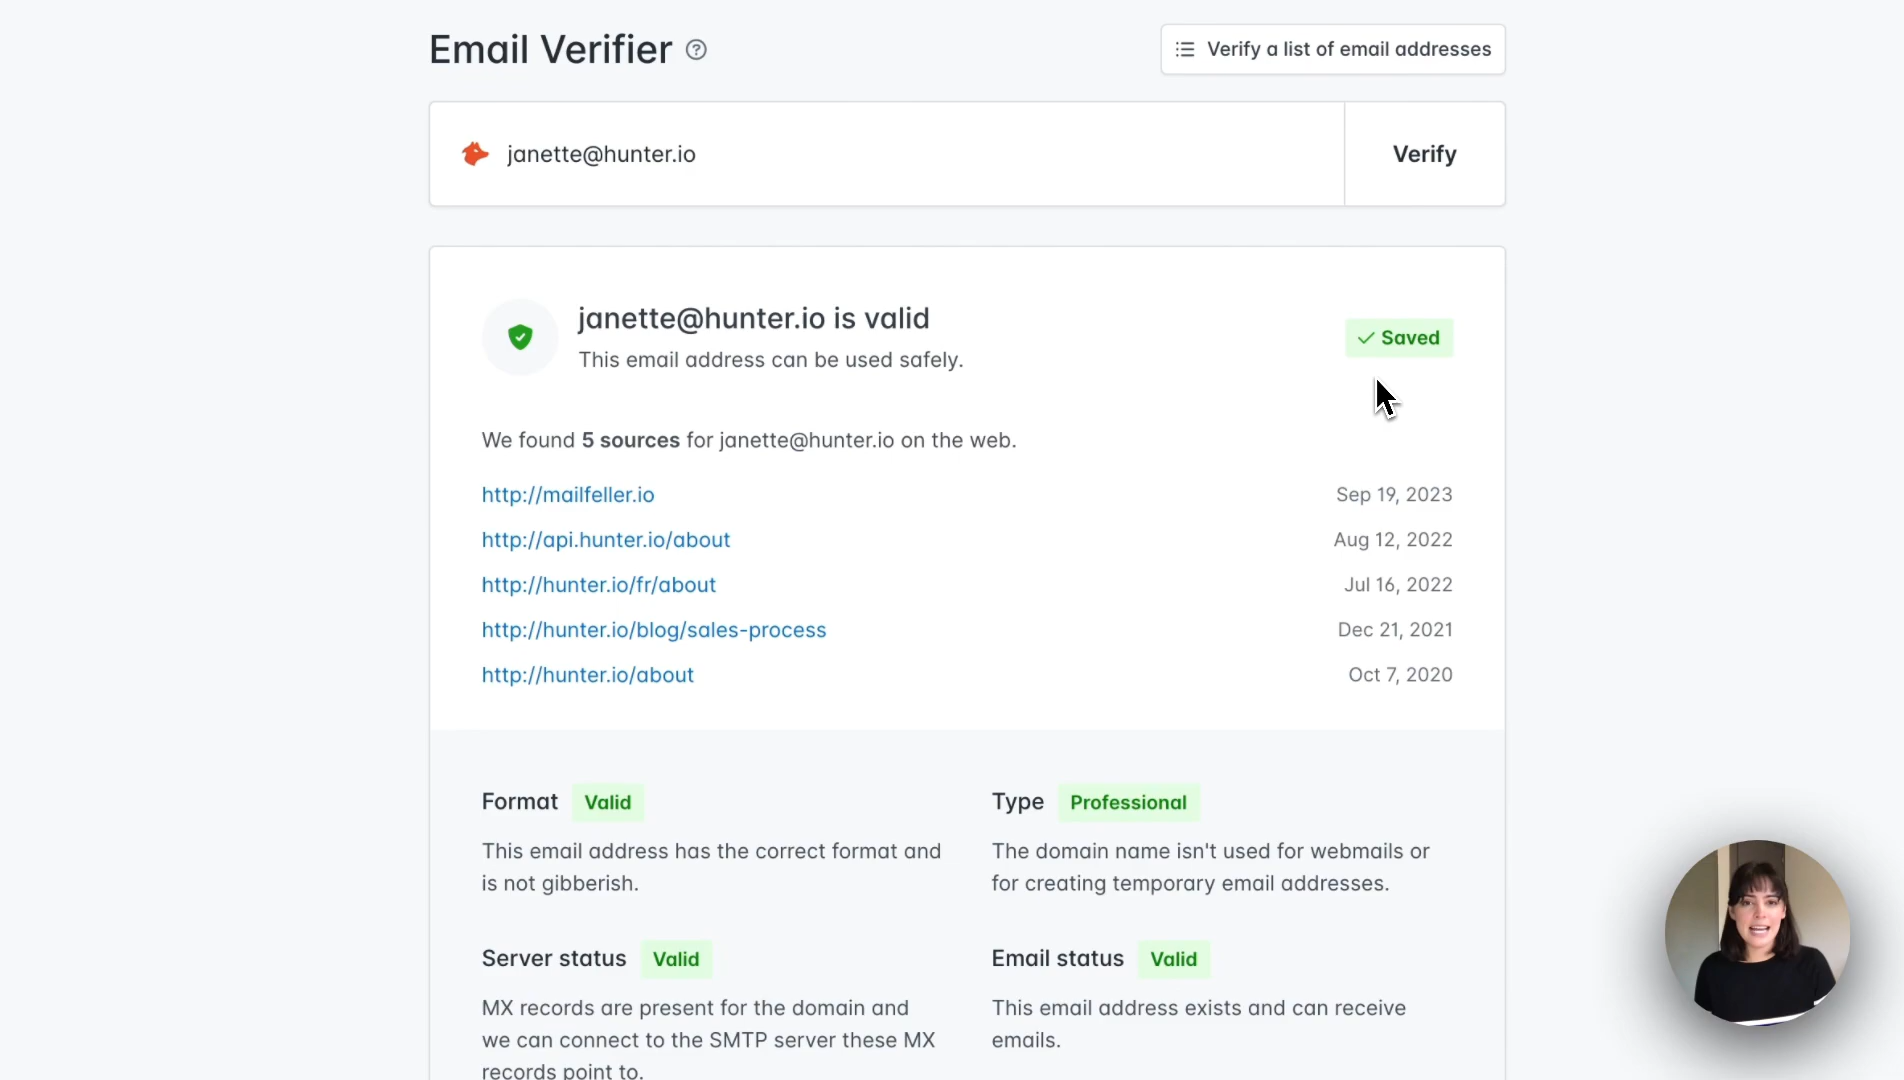 Email Verifier
Verify a list of email addresses
janette@hunter.io
Verify
janette@hunter.io is valid
This email address can be used safely.
Saved
We found 5 sources for janette@hunter.io on the web.
http://mailfeller.io Sep 19, 2023
http://api.hunter.io/about Aug 12, 2022
http://hunter.io/fr/about Jul 16, 2022
http://hunter.io/blog/sales-process Dec 21, 2021
http://hunter.io/about Oct 7, 2020
Format Valid
This email address has the correct format and
is not gibberish.
Type Professional
The domain name isn't used for webmails or
for creating temporary email addresses.
Server status Valid
MX records are present for the domain and
we can connect to the SMTP server these MX
records point to.
Email status Valid
This email address exists and can receive
emails.